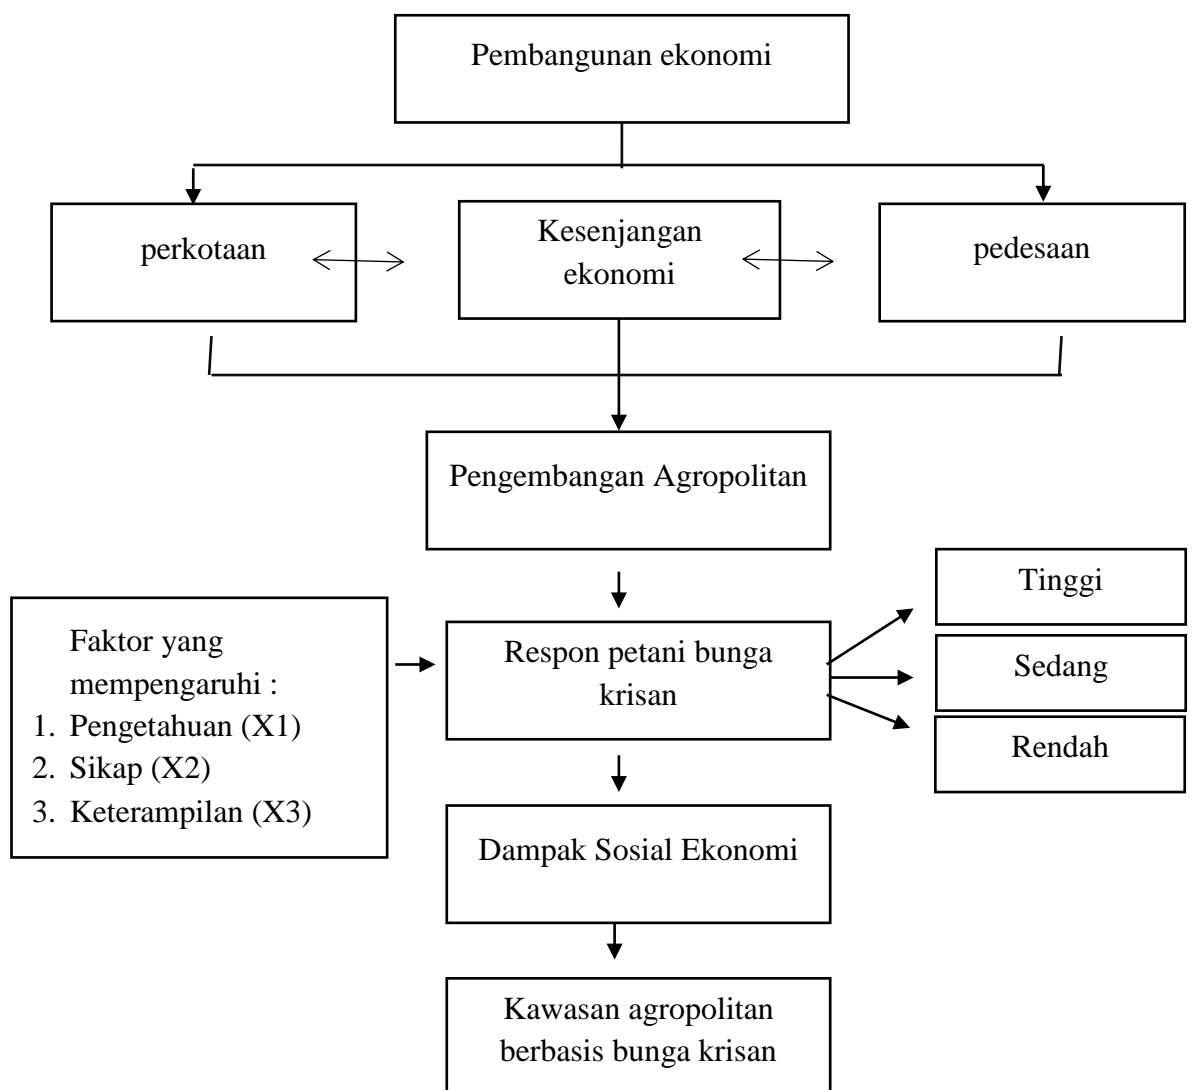 Pembangunan ekonomi
perkotaan
Kesenjangan
ekonomi
pedesaan
Pengembangan Agropolitan
Faktor yang
mempengaruhi :
1. Pengetahuan (X1)
2. Sikap (X2)
3. Keterampilan (X3)
Respon petani bunga
krisan
Tinggi
Sedang
Rendah
Dampak Sosial Ekonomi
Kawasan agropolitan
berbasis bunga krisan